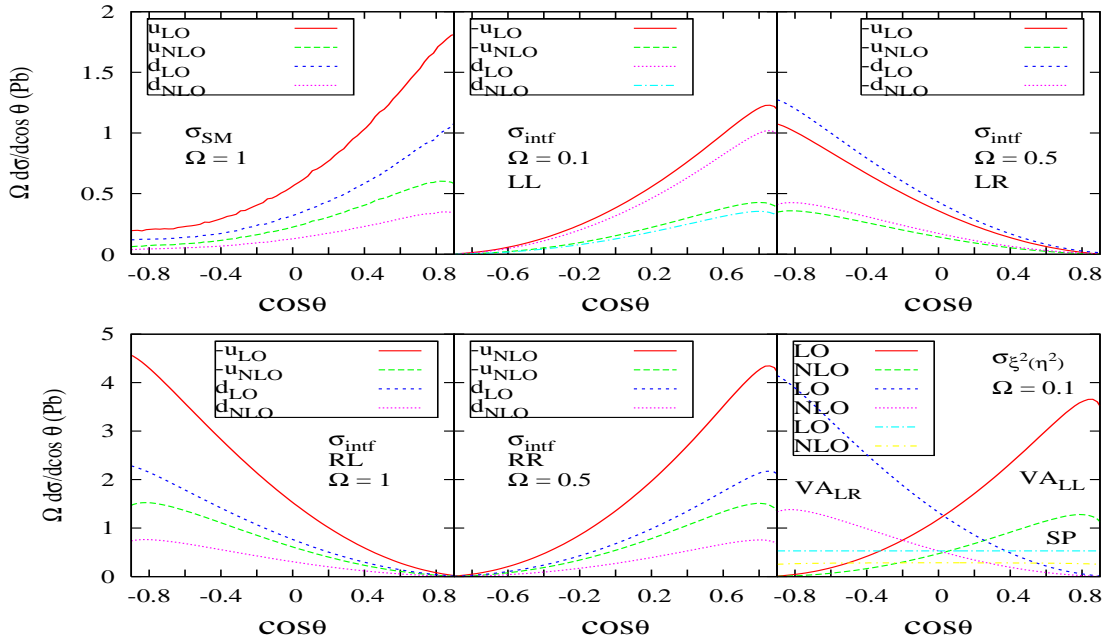 2
1.5
1
0.5
0
Ω dσ/dcos θ (Pb)
u_LO
u_NLO
d_LO
d_NLO
σ_SM
Ω = 1
-0.8 -0.4 0 0.4 0.8
cosθ
-u_LO
-u_NLO
-d_LO
-d_NLO
σ_intf
Ω = 0.1
LL
-0.6 -0.2 0.2 0.6
cosθ
-u_LO
-u_NLO
-d_LO
-d_NLO
σ_intf
Ω = 0.5
LR
-0.8 -0.4 0 0.4 0.8
cosθ
5
4
3
2
1
0
Ω dσ/dcos θ (Pb)
-u_LO
-u_NLO
d_LO
d_NLO
σ_intf
RL
Ω = 1
-0.8 -0.4 0 0.4 0.8
cosθ
-u_NLO
-u_NLO
d_LO
d_NLO
σ_intf
RR
Ω = 0.5
-0.6 -0.2 0.2 0.6
cosθ
LO
NLO
LO
NLO
LO
NLO
σ_ξ²(η²)
Ω = 0.1
VA_LR
VA_LL
SP
-0.8 -0.4 0 0.4 0.8
cosθ